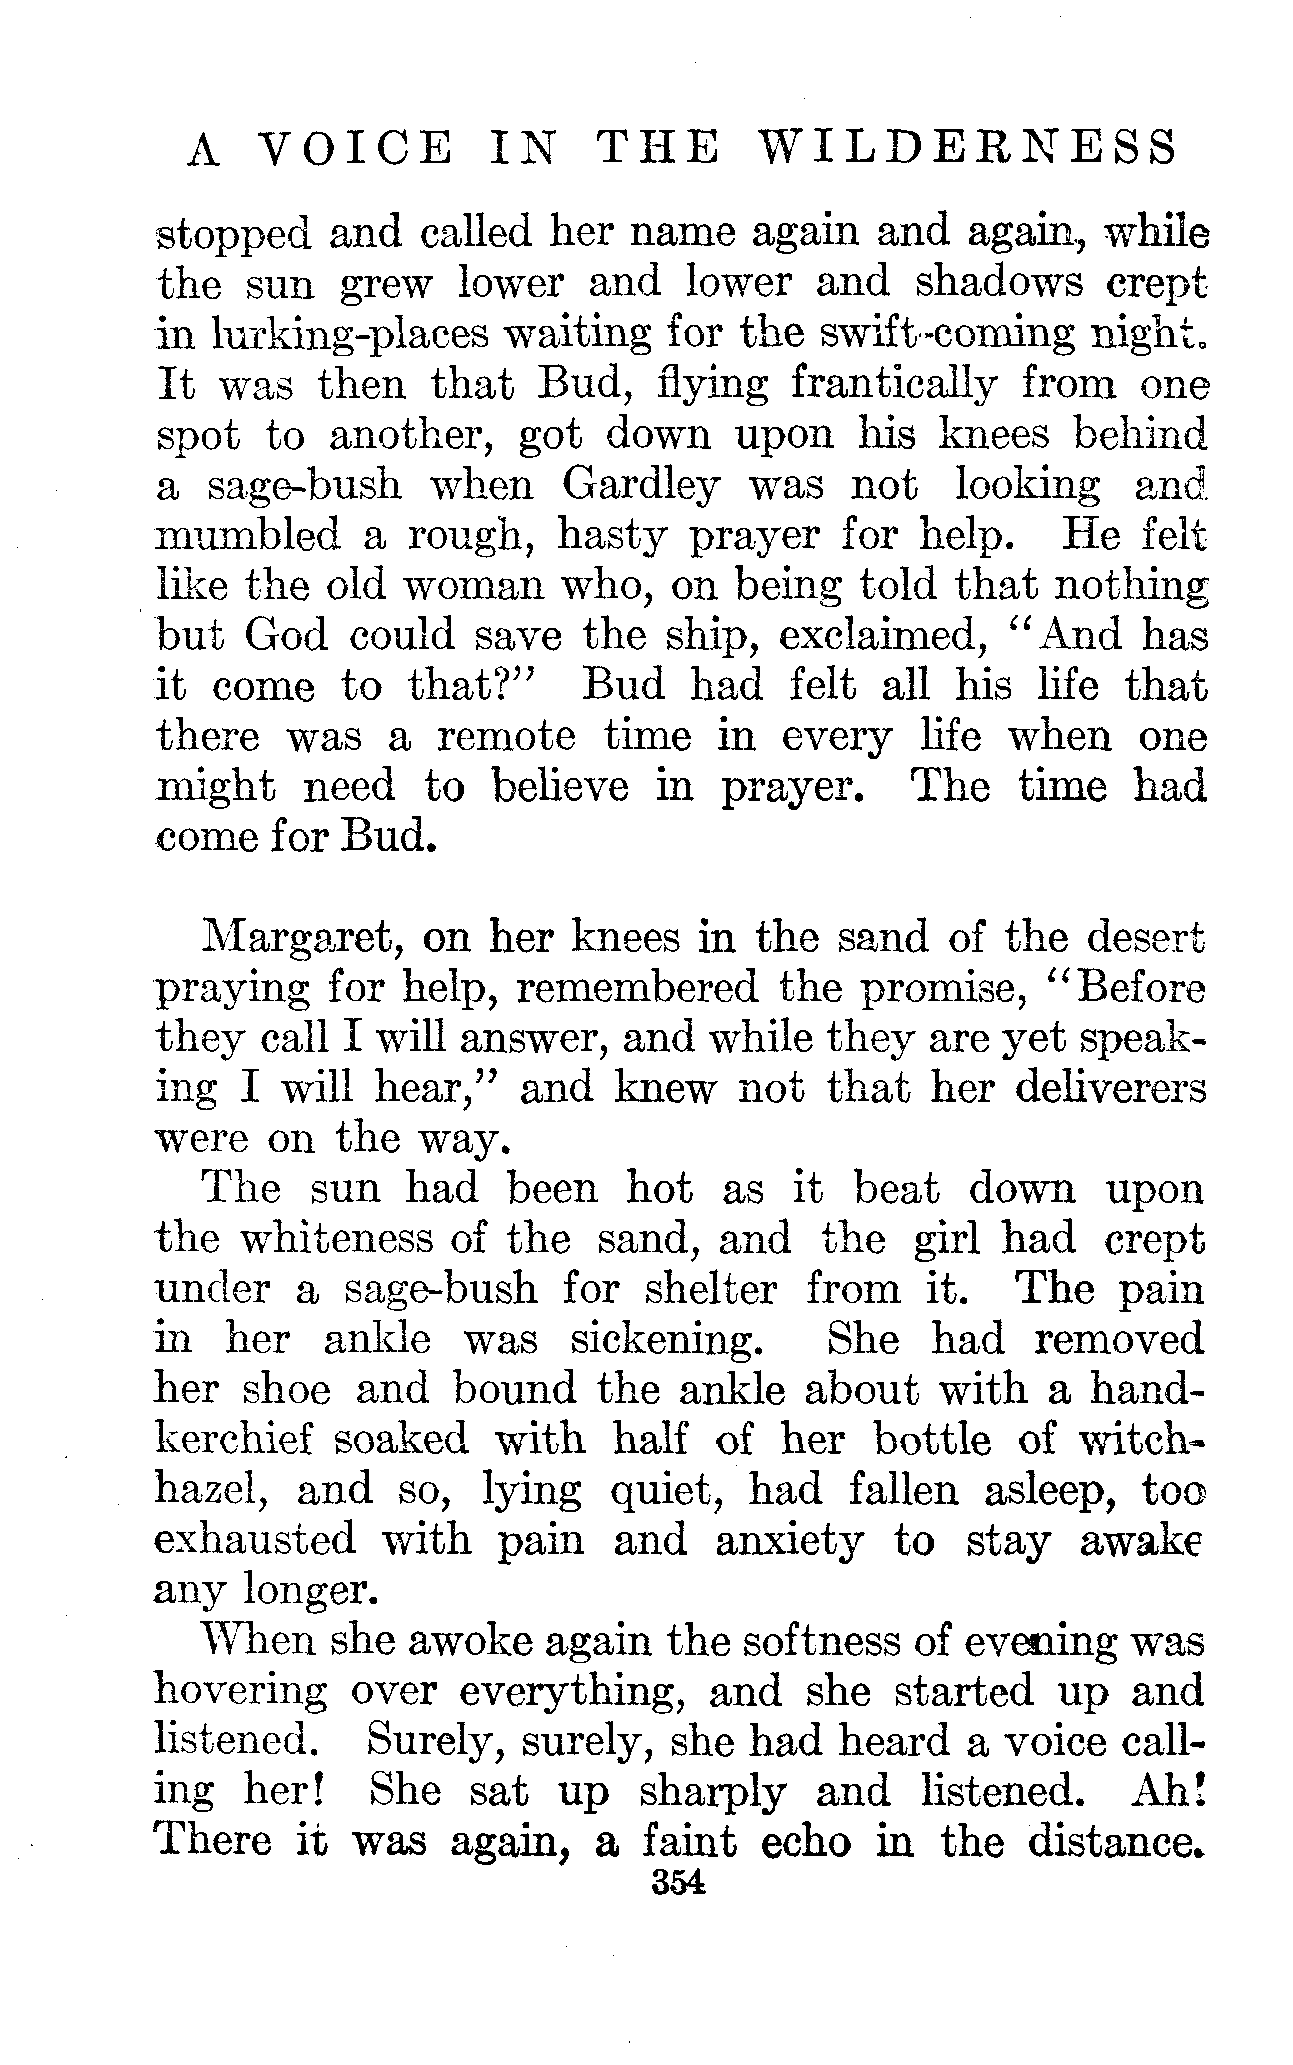 A VOICE IN THE WILDERNESS
stopped and called her name again and again, while
the sun grew lower and lower and shadows crept
in lurking-places waiting for the swift-coming night.
It was then that Bud, flying frantically from one
spot to another, got down upon his knees behind
a sage-bush when Gardley was not looking and
mumbled a rough, hasty prayer for help. He felt
like the old woman who, on being told that nothing
but God could save the ship, exclaimed, "And has
it come to that?" Bud had felt all his life that
there was a remote time in every life when one
might need to believe in prayer. The time had
come for Bud.
Margaret, on her knees in the sand of the desert
praying for help, remembered the promise, "Before
they call I will answer, and while they are yet speak-
ing I will hear," and knew not that her deliverers
were on the way.
The sun had been hot as it beat down upon
the whiteness of the sand, and the girl had crept
under a sage-bush for shelter from it. The pain
in her ankle was sickening. She had removed
her shoe and bound the ankle about with a hand-
kerchief soaked with half of her bottle of witch-
hazel, and so, lying quiet, had fallen asleep, too
exhausted with pain and anxiety to stay awake
any longer.
When she awoke again the softness of evening was
hovering over everything, and she started up and
listened. Surely, surely, she had heard a voice call-
ing her! She sat up sharply and listened. Ah!
There it was again, a faint echo in the distance.
354